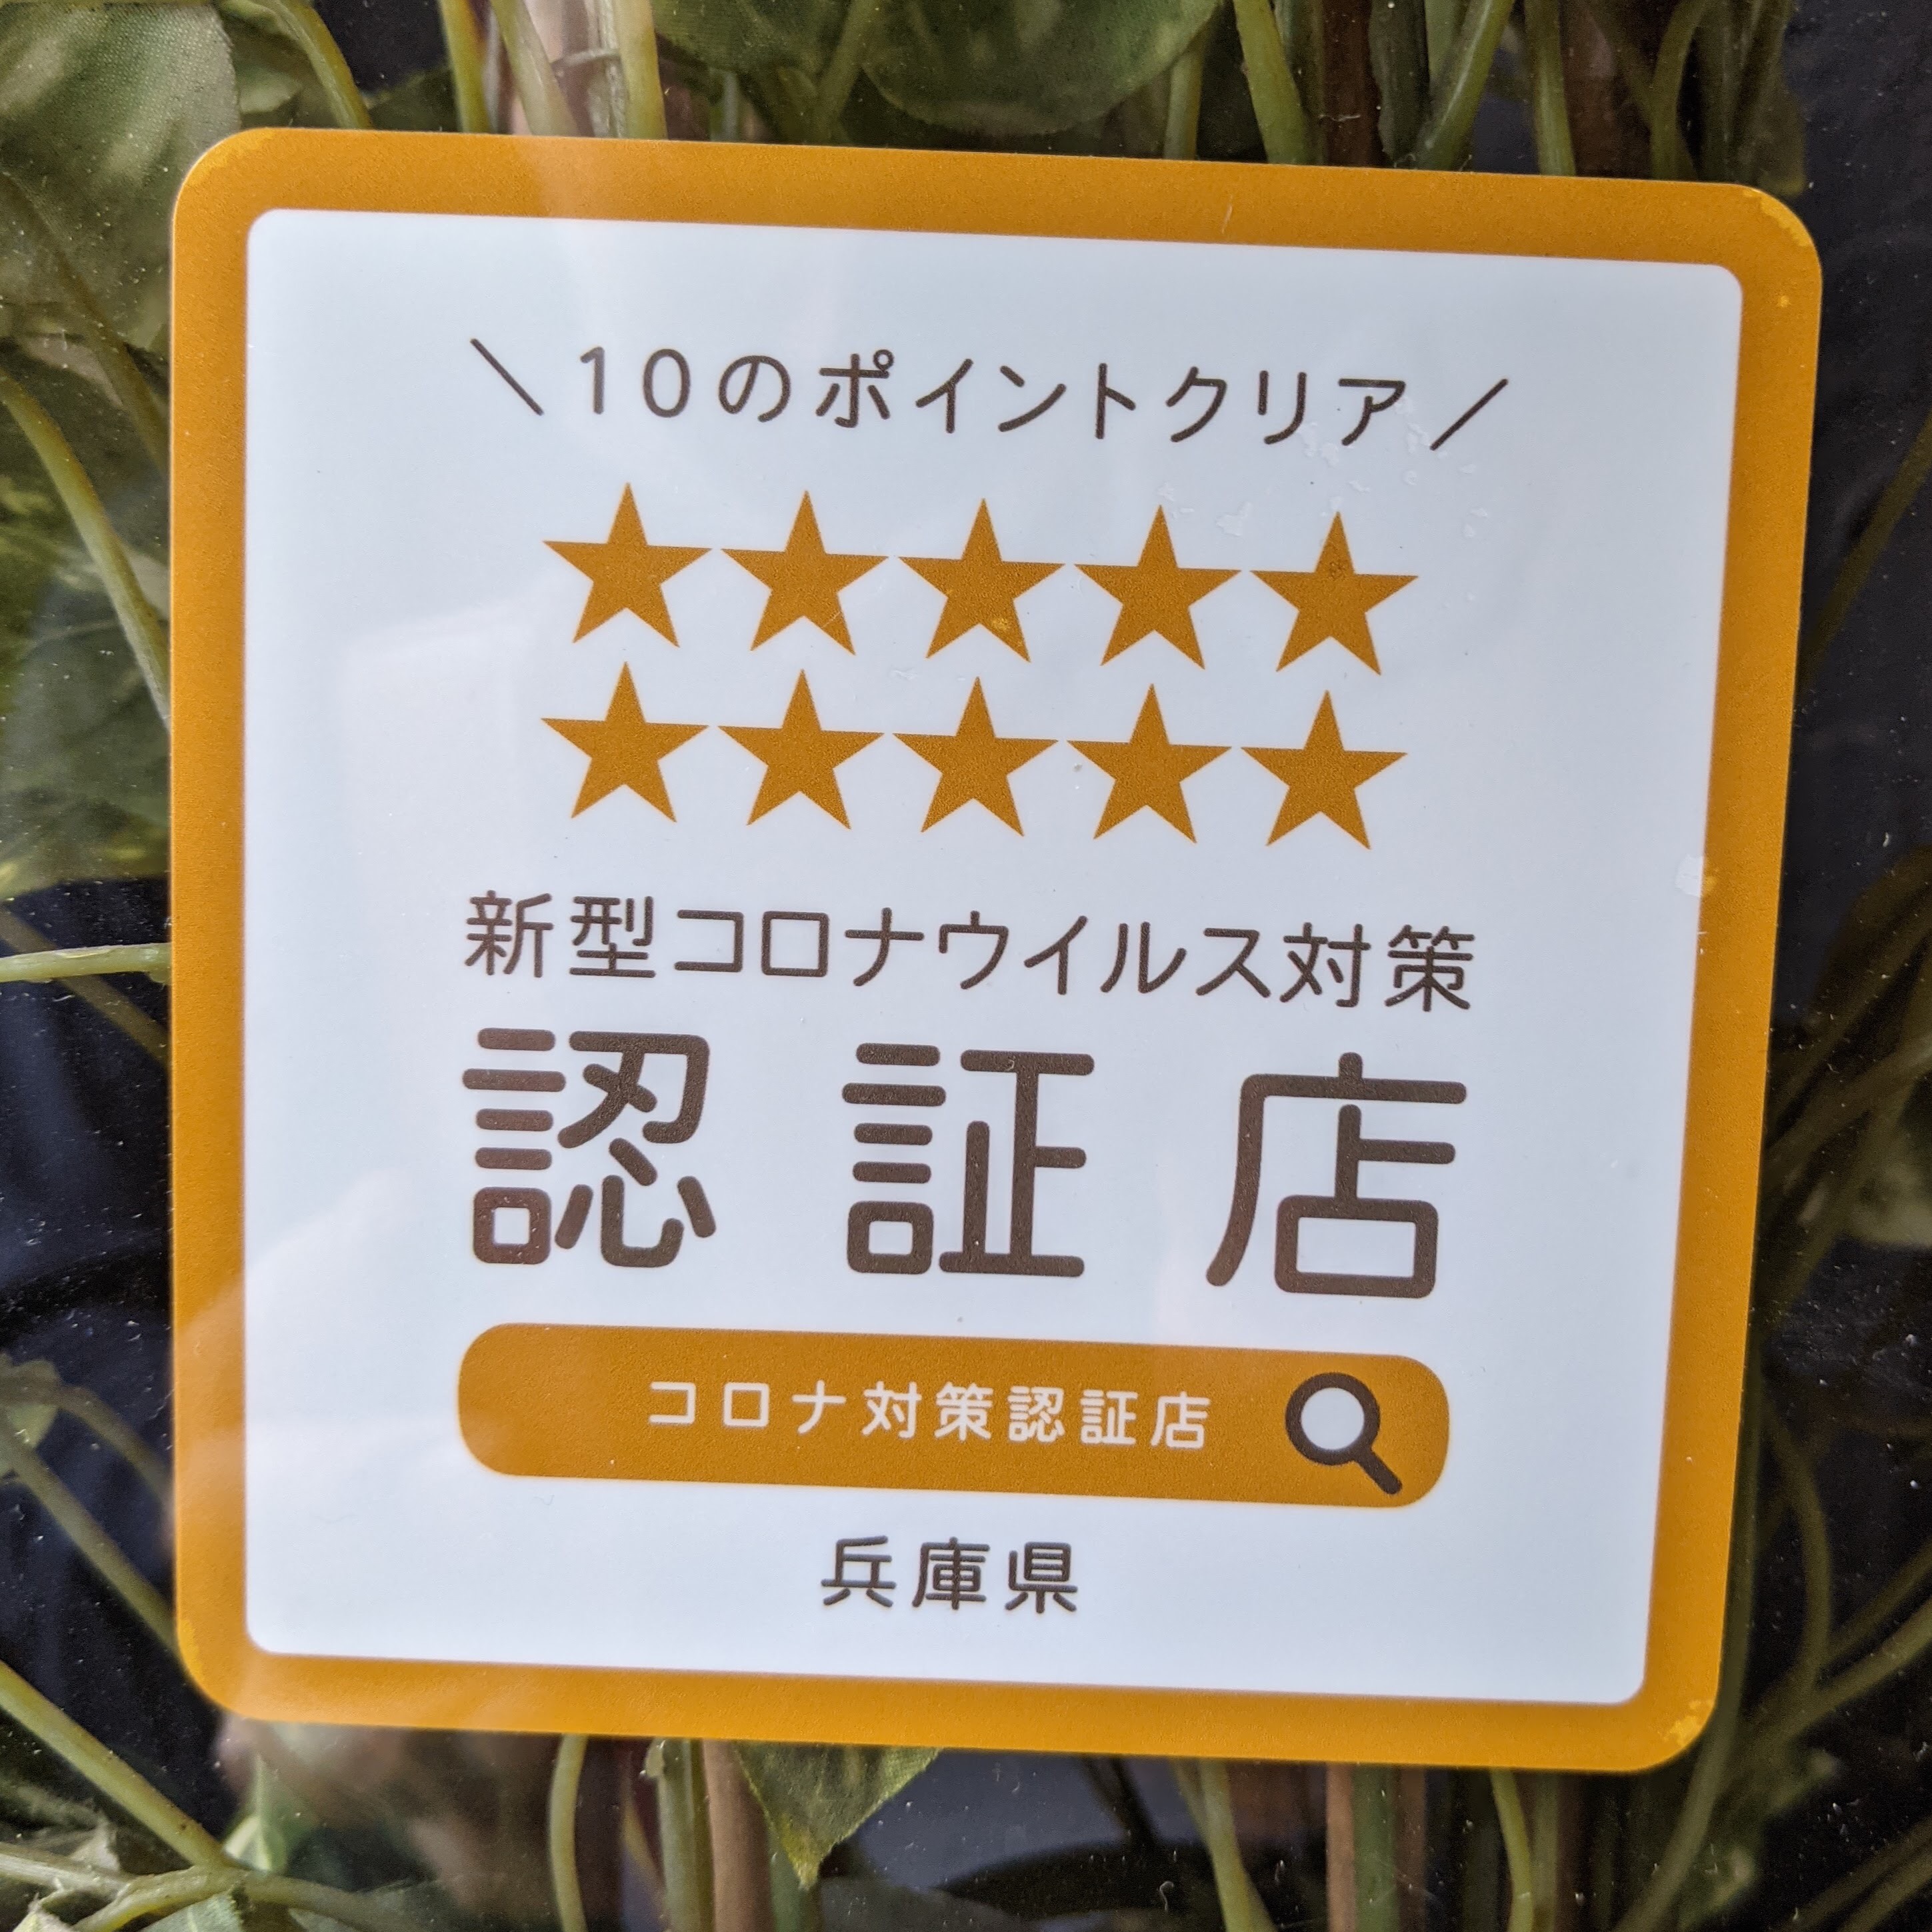 \ 10のポイントクリア /
★★★★★
★★★★★
新型コロナウイルス対策
認証店
コロナ対策認証店
兵庫県